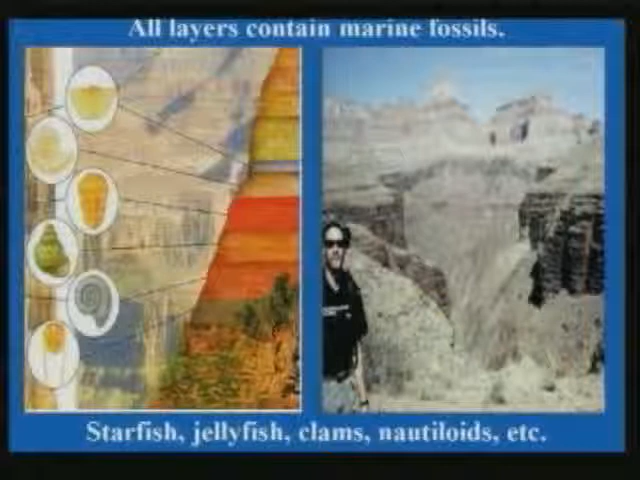 All layers contain marine fossils.
Starfish, jellyfish, clams, nautiloids, etc.